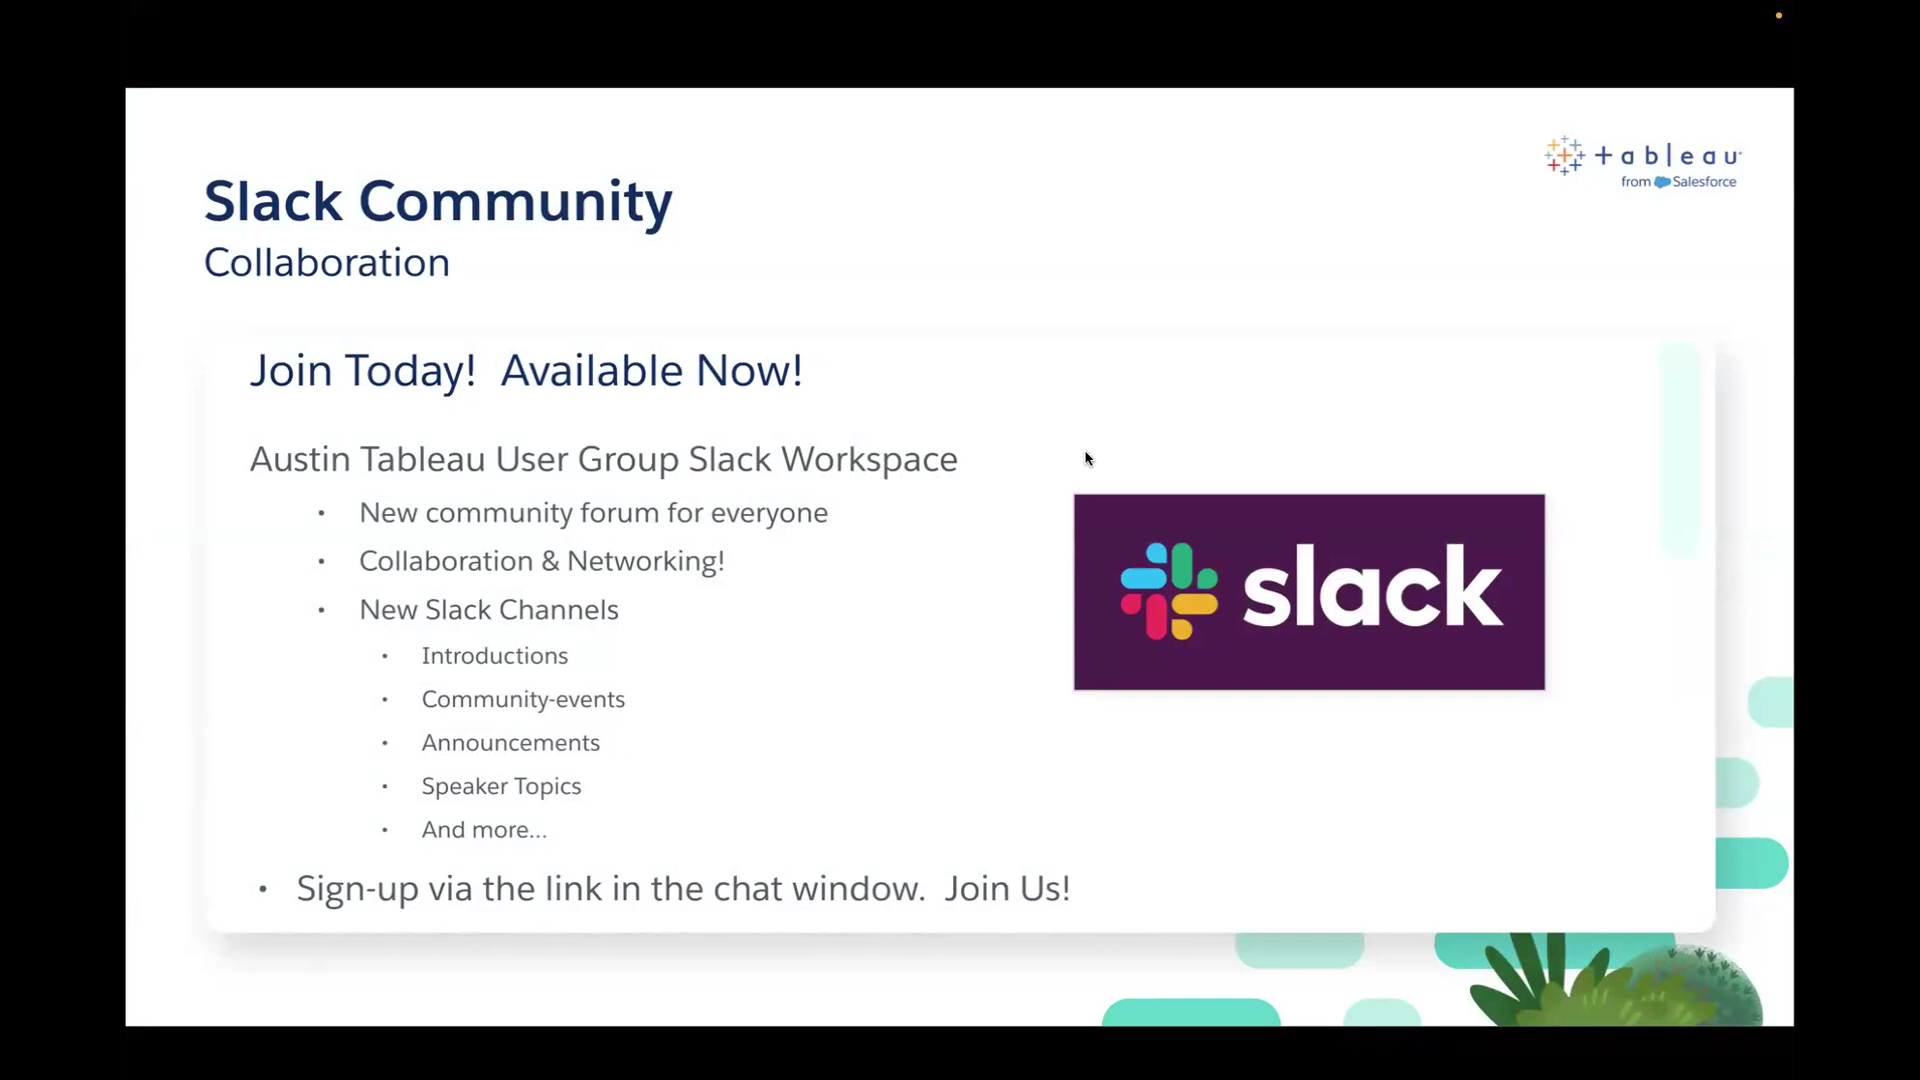 tableau
from Salesforce
Slack Community
Collaboration
Join Today!  Available Now!
Austin Tableau User Group Slack Workspace
• New community forum for everyone
• Collaboration & Networking!
• New Slack Channels
• Introductions
• Community-events
• Announcements
• Speaker Topics
• And more...
slack
• Sign-up via the link in the chat window.  Join Us!